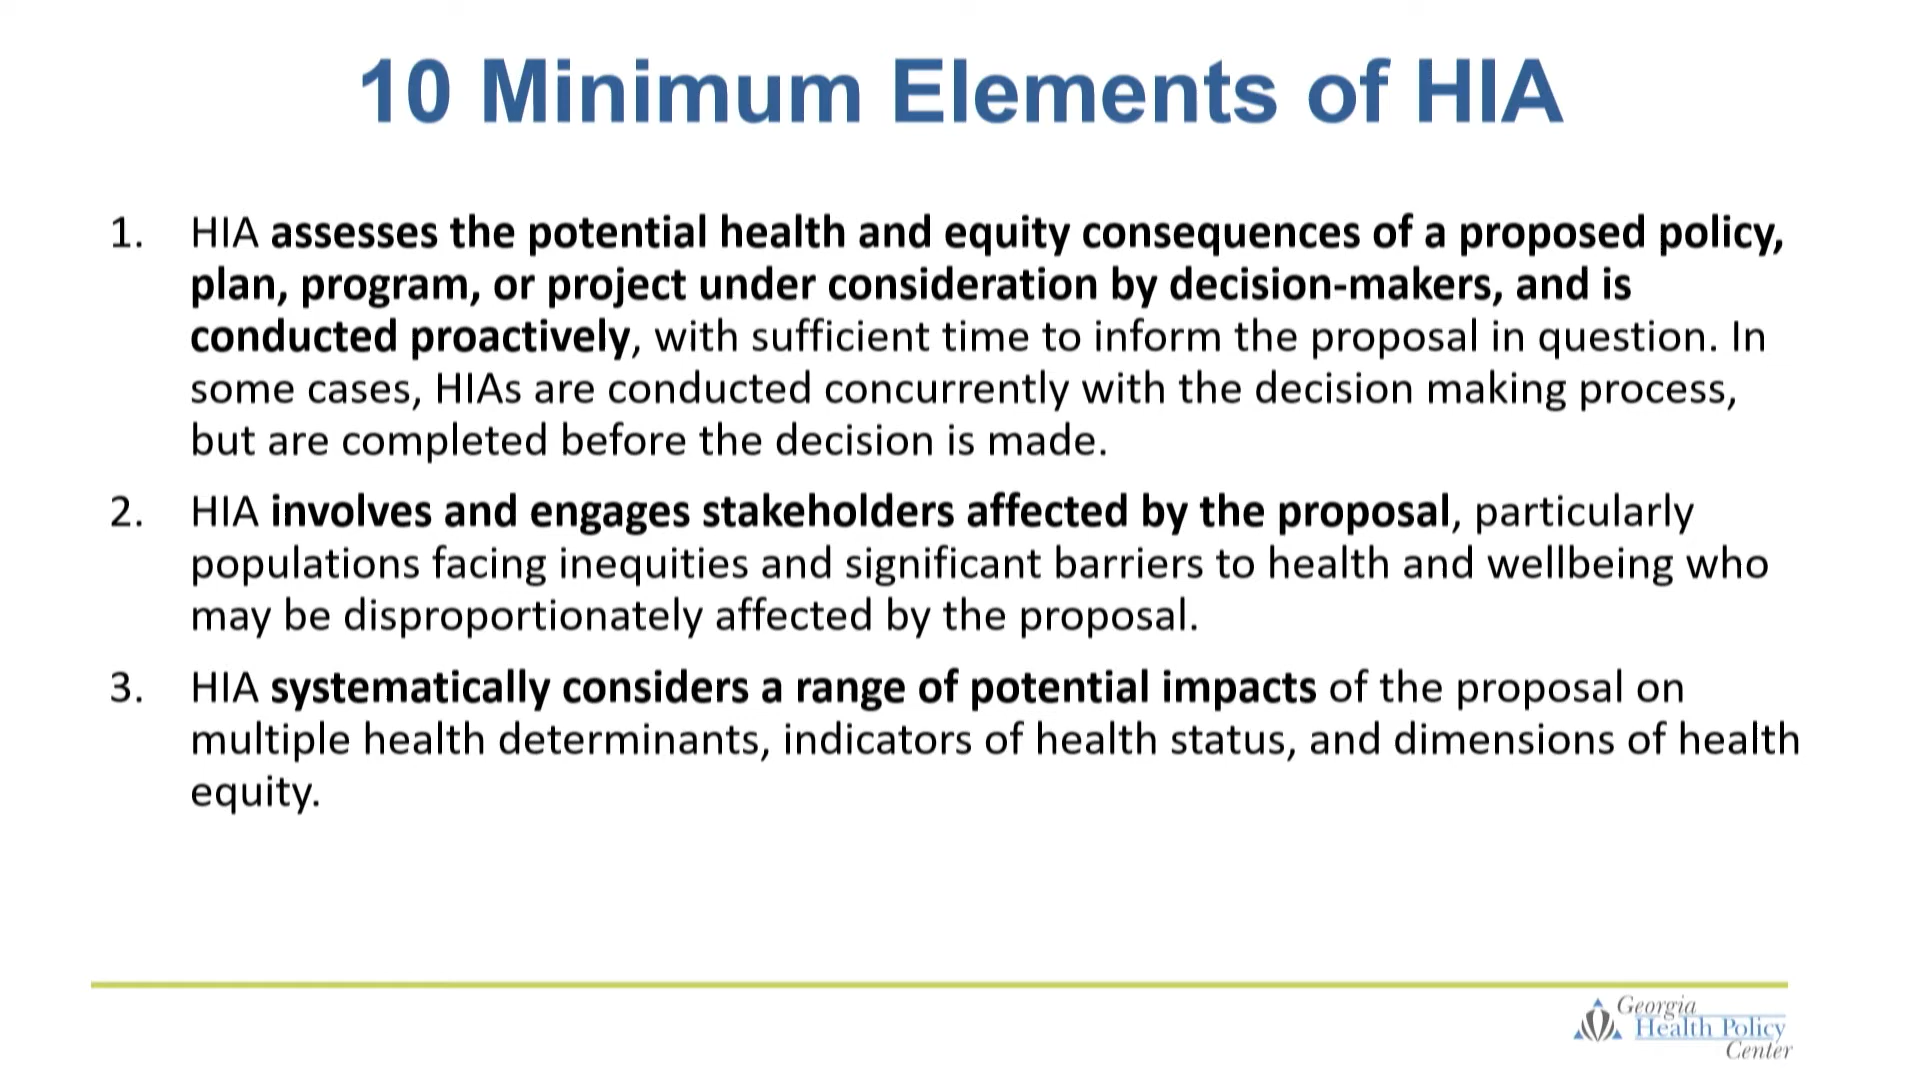 10 Minimum Elements of HIA
1. HIA assesses the potential health and equity consequences of a proposed policy,
plan, program, or project under consideration by decision-makers, and is
conducted proactively, with sufficient time to inform the proposal in question. In
some cases, HIAs are conducted concurrently with the decision making process,
but are completed before the decision is made.
2. HIA involves and engages stakeholders affected by the proposal, particularly
populations facing inequities and significant barriers to health and wellbeing who
may be disproportionately affected by the proposal.
3. HIA systematically considers a range of potential impacts of the proposal on
multiple health determinants, indicators of health status, and dimensions of health
equity.
Georgia
Health Policy
Center